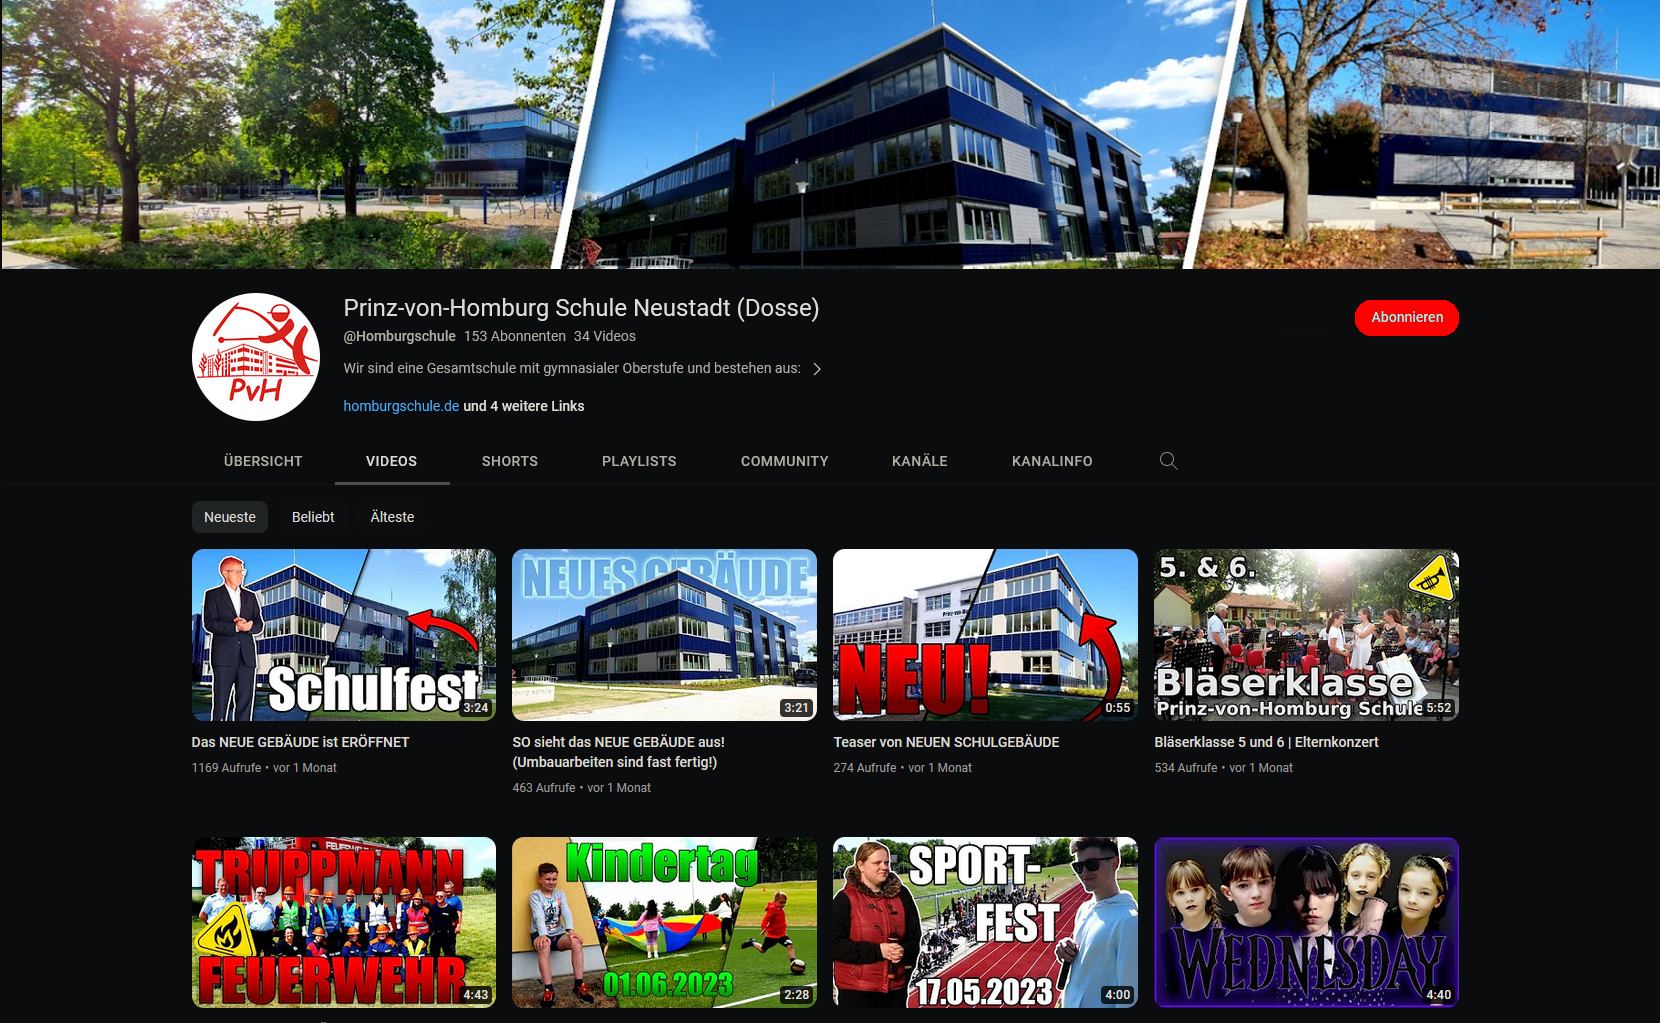 Prinz-von-Homburg Schule Neustadt (Dosse)
@Homburgschule 153 Abonnenten 34 Videos
Abonnieren
Wir sind eine Gesamtschule mit gymnasialer Oberstufe und bestehen aus:
PvH
homburgschule.de und 4 weitere Links
ÜBERSICHT VIDEOS SHORTS PLAYLISTS COMMUNITY KANÄLE KANALINFO
Neueste Beliebt Älteste
Schulfest
3:24
Das NEUE GEBÄUDE ist ERÖFFNET
1169 Aufrufe • vor 1 Monat
NEUES GEBÄUDE
3:21
SO sieht das NEUE GEBÄUDE aus!
(Umbauarbeiten sind fast fertig!)
463 Aufrufe • vor 1 Monat
NEU!
0:55
Teaser von NEUEN SCHULGEBÄUDE
274 Aufrufe • vor 1 Monat
5. & 6.
Bläserklasse
Prinz-von-Homburg Schule
5:52
Bläserklasse 5 und 6 | Elternkonzert
534 Aufrufe • vor 1 Monat
TRUPPMANN
FEUERWEHR
4:43
Kindertag
01.06.2023
2:28
SPORT-
FEST
17.05.2023
4:00
WEDNESDAY
4:40